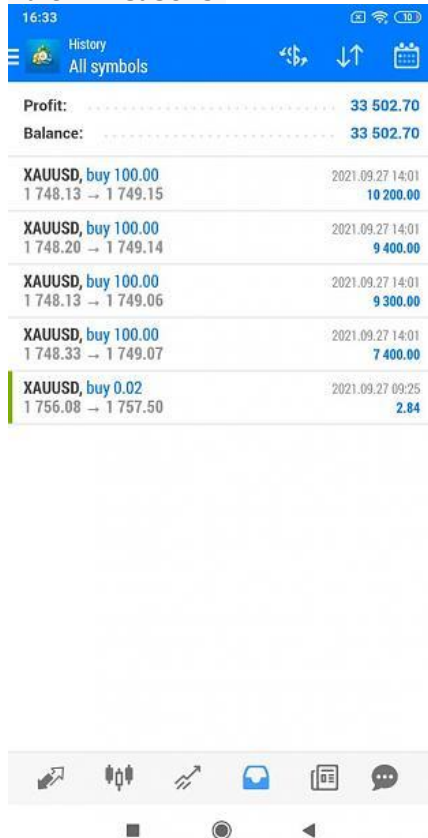 16:33
10
History
All symbols
Profit: 33 502.70
Balance: 33 502.70
XAUUSD, buy 100.00 2021.09.27 14:01
1 748.13 → 1 749.15 10 200.00
XAUUSD, buy 100.00 2021.09.27 14:01
1 748.20 → 1 749.14 9 400.00
XAUUSD, buy 100.00 2021.09.27 14:01
1 748.13 → 1 749.06 9 300.00
XAUUSD, buy 100.00 2021.09.27 14:01
1 748.33 → 1 749.07 7 400.00
XAUUSD, buy 0.02 2021.09.27 09:25
1 756.08 → 1 757.50 2.84